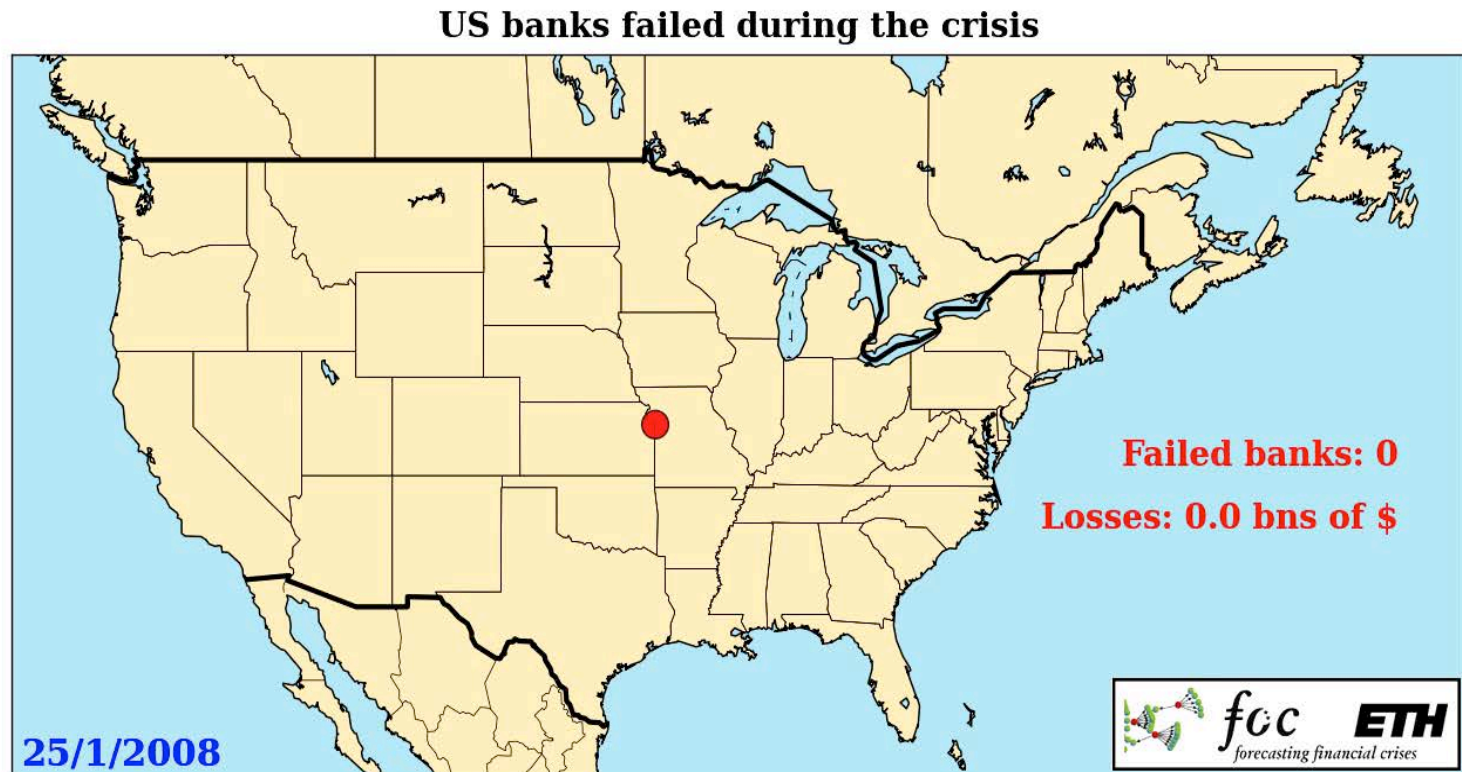 US banks failed during the crisis
Failed banks: 0
Losses: 0.0 bns of $
25/1/2008
foc ETH
forecasting financial crises